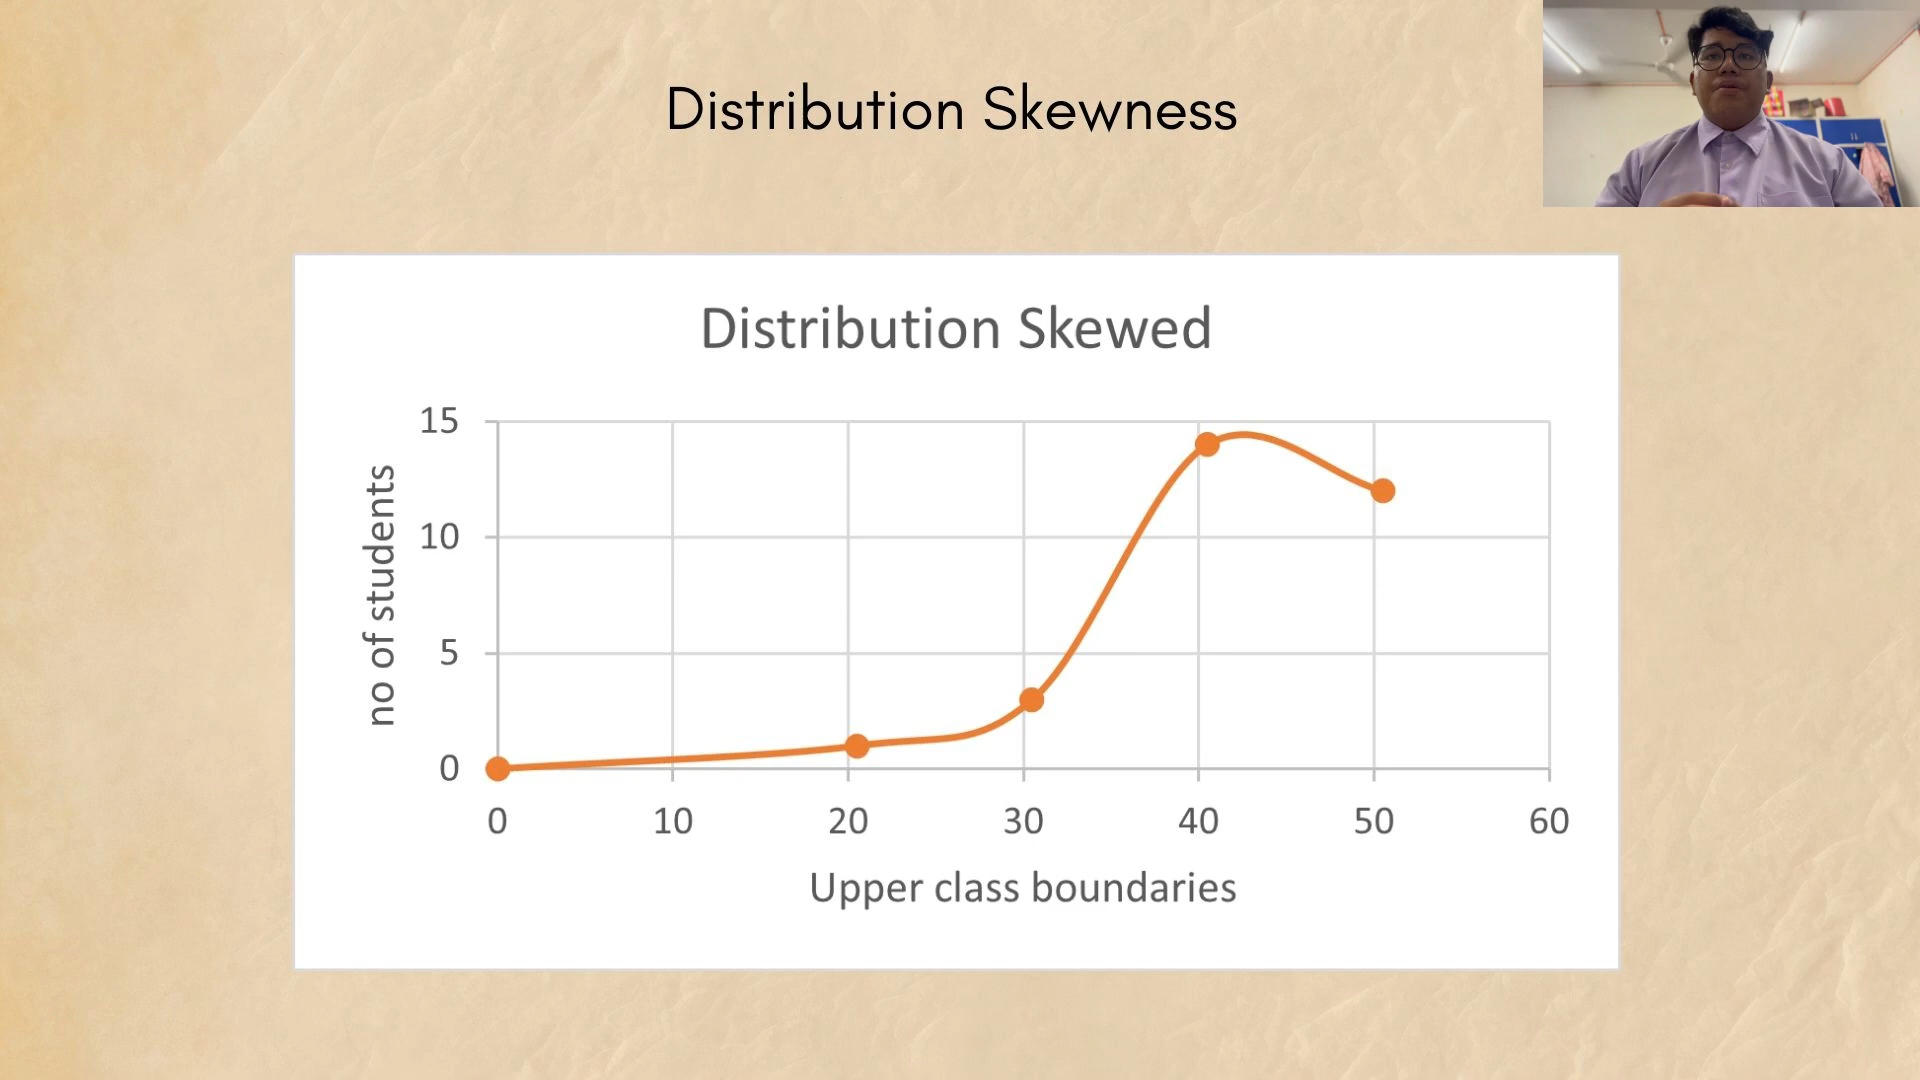 Distribution Skewness
Distribution Skewed
15
10
5
0
no of students
0 10 20 30 40 50 60
Upper class boundaries